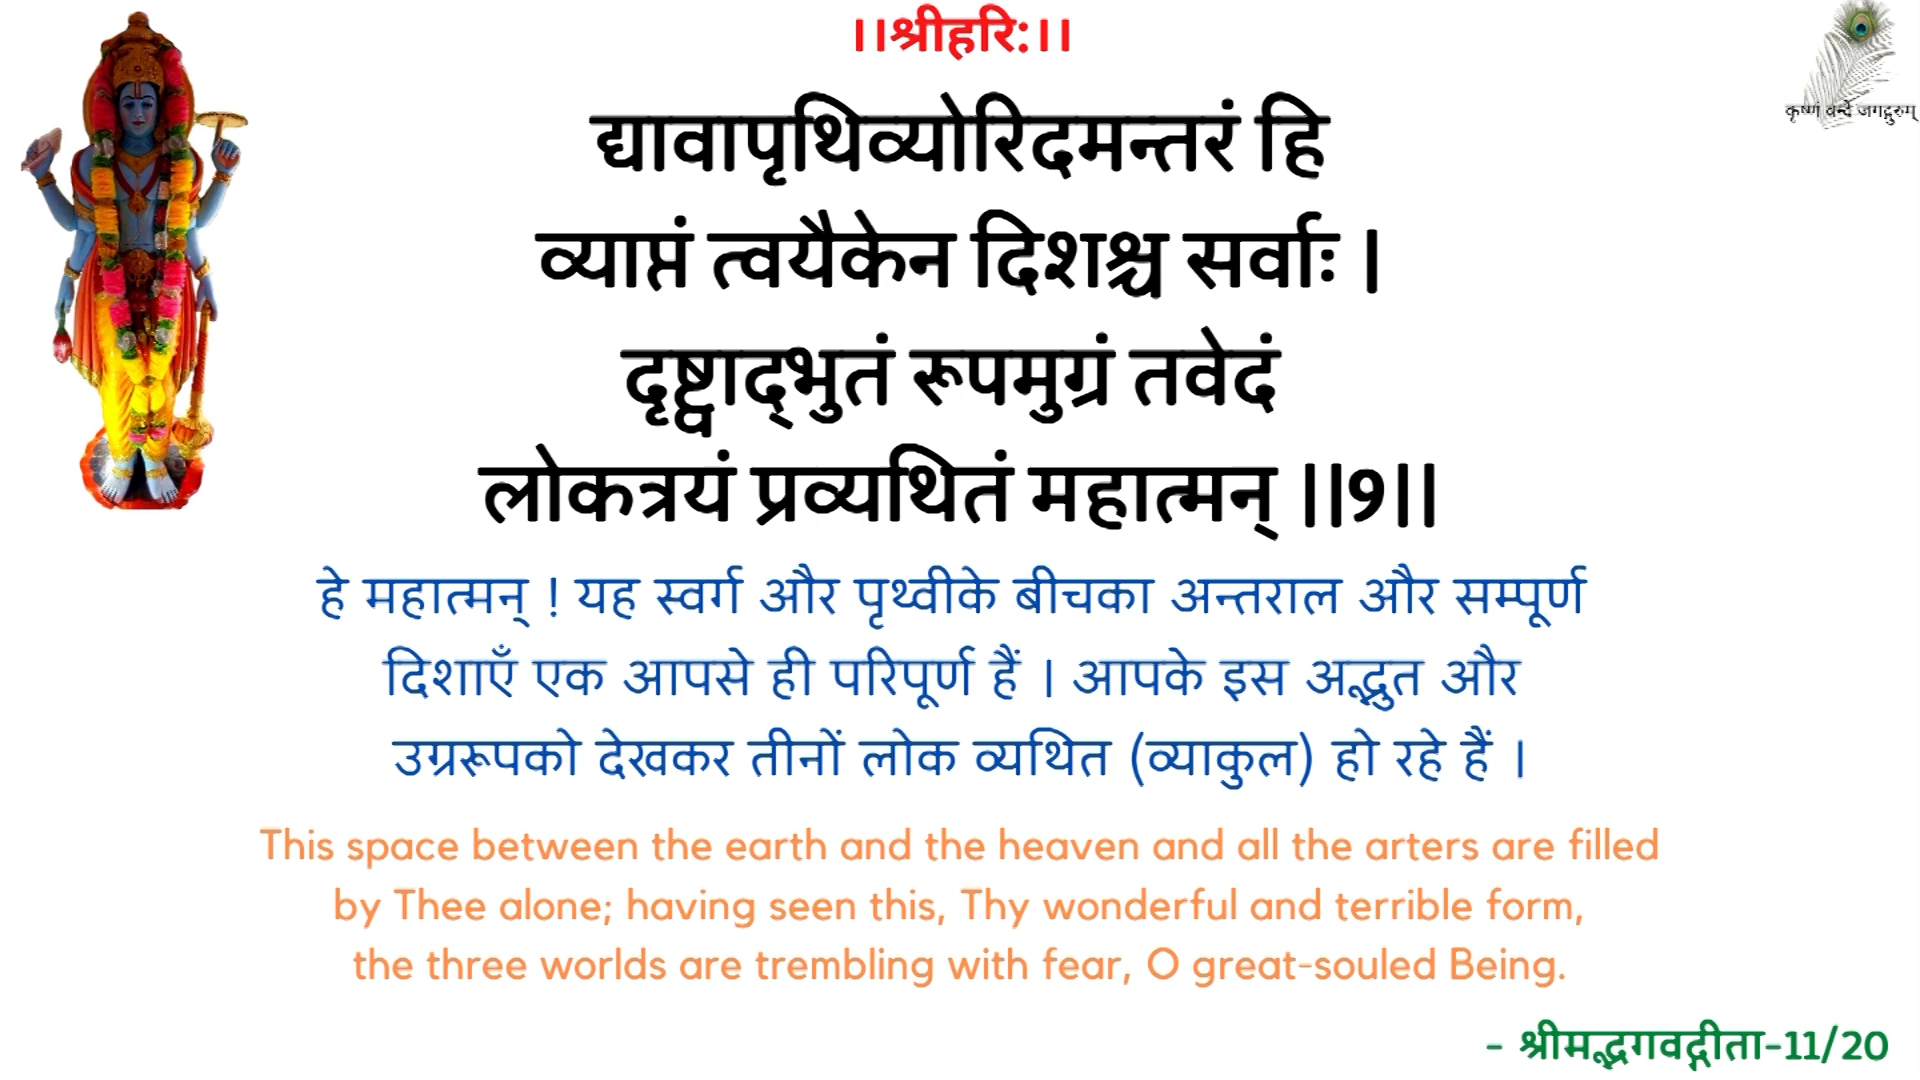 ।।श्रीहरि:।।
कृष्णं वन्दे जगद्गुरुम्
द्यावापृथिव्योरिदमन्तरं हि
व्याप्तं त्वयैकेन दिशश्च सर्वाः |
दृष्ट्वाद्‌भुतं रूपमुग्रं तवेदं
लोकत्रयं प्रव्यथितं महात्मन् ||१||
हे महात्मन् ! यह स्वर्ग और पृथ्वीके बीचका अन्तराल और सम्पूर्ण
दिशाएँ एक आपसे ही परिपूर्ण हैं । आपके इस अद्भुत और
उग्ररूपको देखकर तीनों लोक व्यथित (व्याकुल) हो रहे हैं ।
This space between the earth and the heaven and all the arters are filled
by Thee alone; having seen this, Thy wonderful and terrible form,
the three worlds are trembling with fear, O great-souled Being.
- श्रीमद्भगवद्गीता-11/20